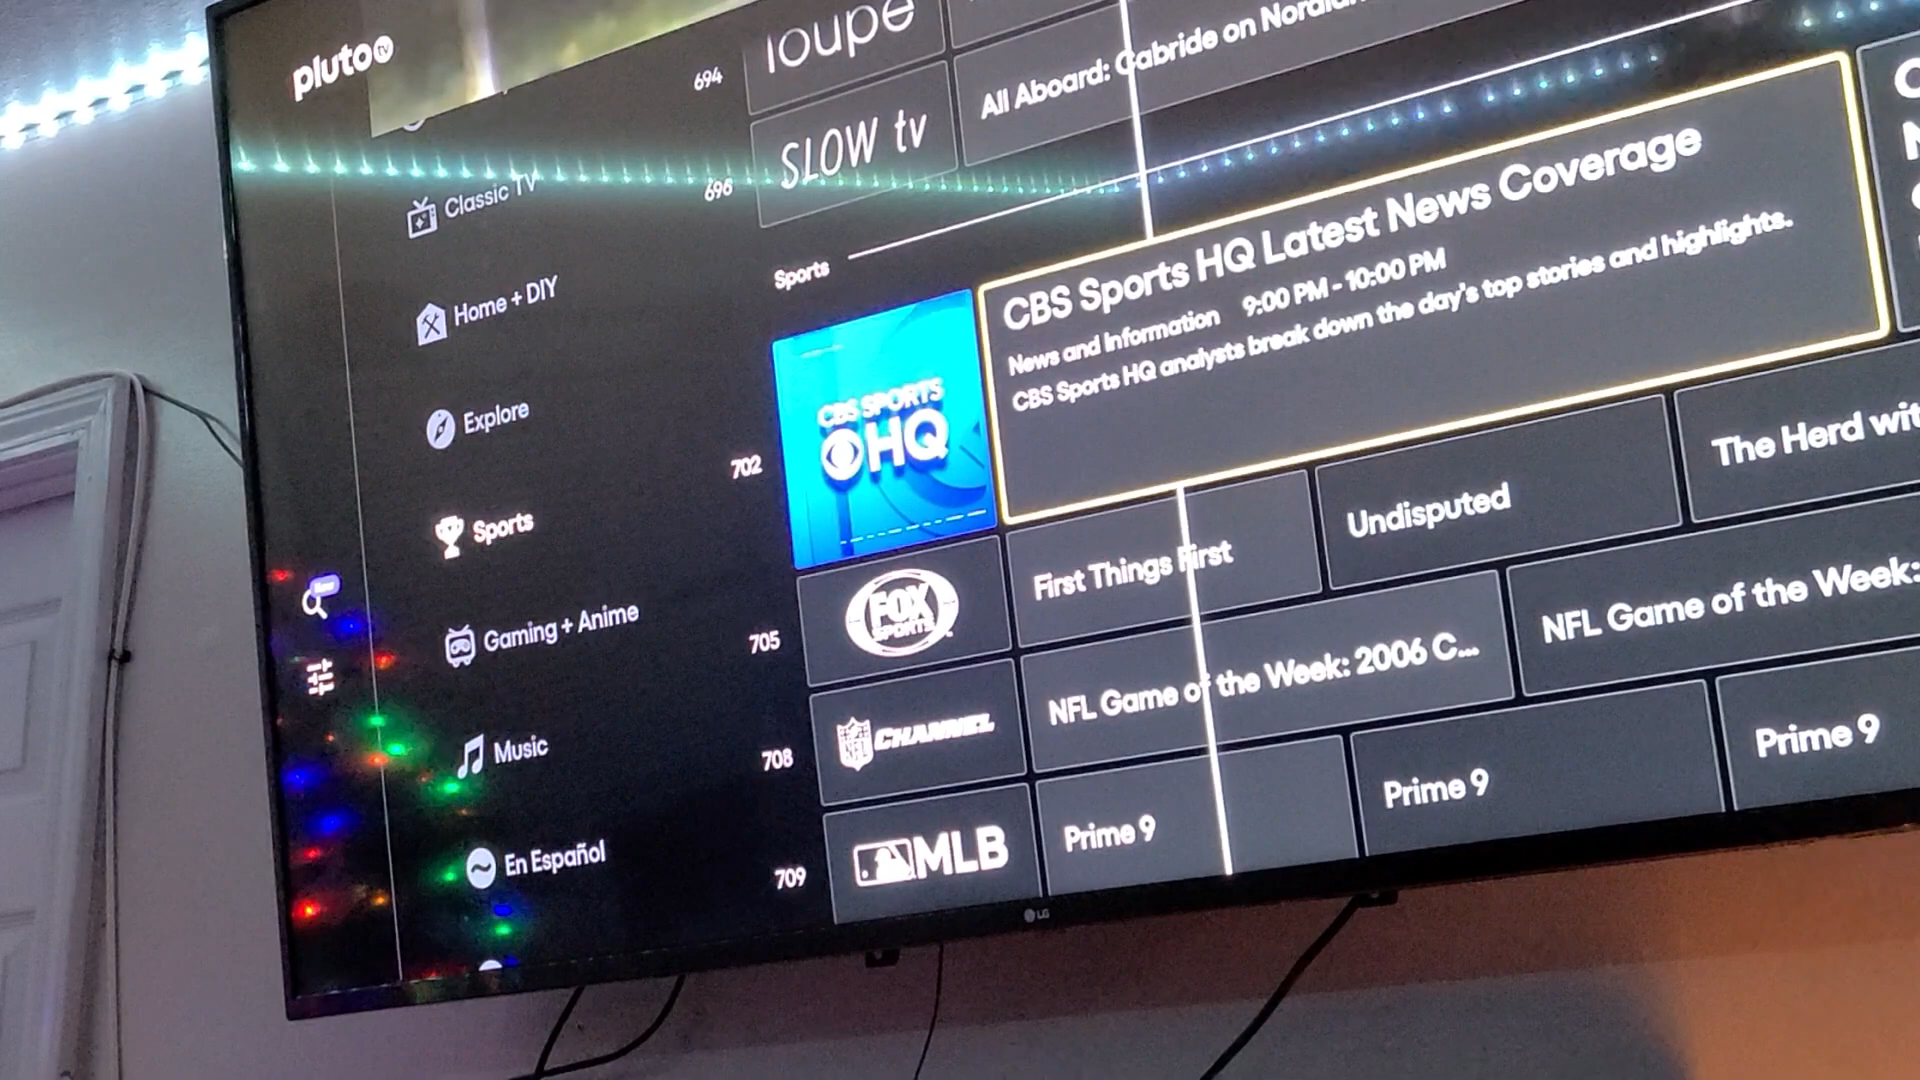 pluto tv
Classic TV
Home + DIY
Explore
Sports
New
Gaming + Anime
Music
En Español
694
loupe
696
SLOW tv
All Aboard: Cabride on
Sports
702
CBS SPORTS
HQ
CBS Sports HQ Latest News Coverage
News and Information 9:00 PM - 10:00 PM
CBS Sports HQ analysts break down the day's top stories and highlights.
705
FOX
SPORTS
First Things First
Undisputed
The Herd wit
708
NFL CHANNEL
NFL Game of the Week: 2006 C...
NFL Game of the Week:
709
MLB
Prime 9
Prime 9
Prime 9
LG